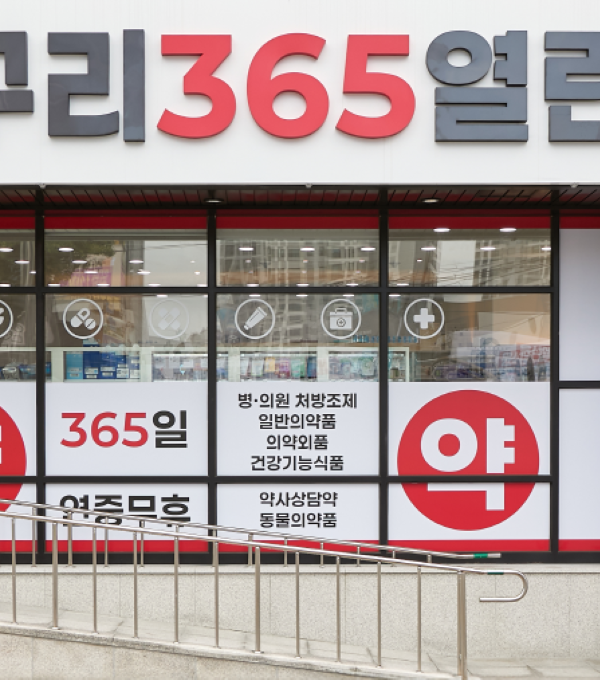 꼬리365열린
365일
연중무휴
병·의원 처방조제
일반의약품
의약외품
건강기능식품
약사상담약
동물의약품
약